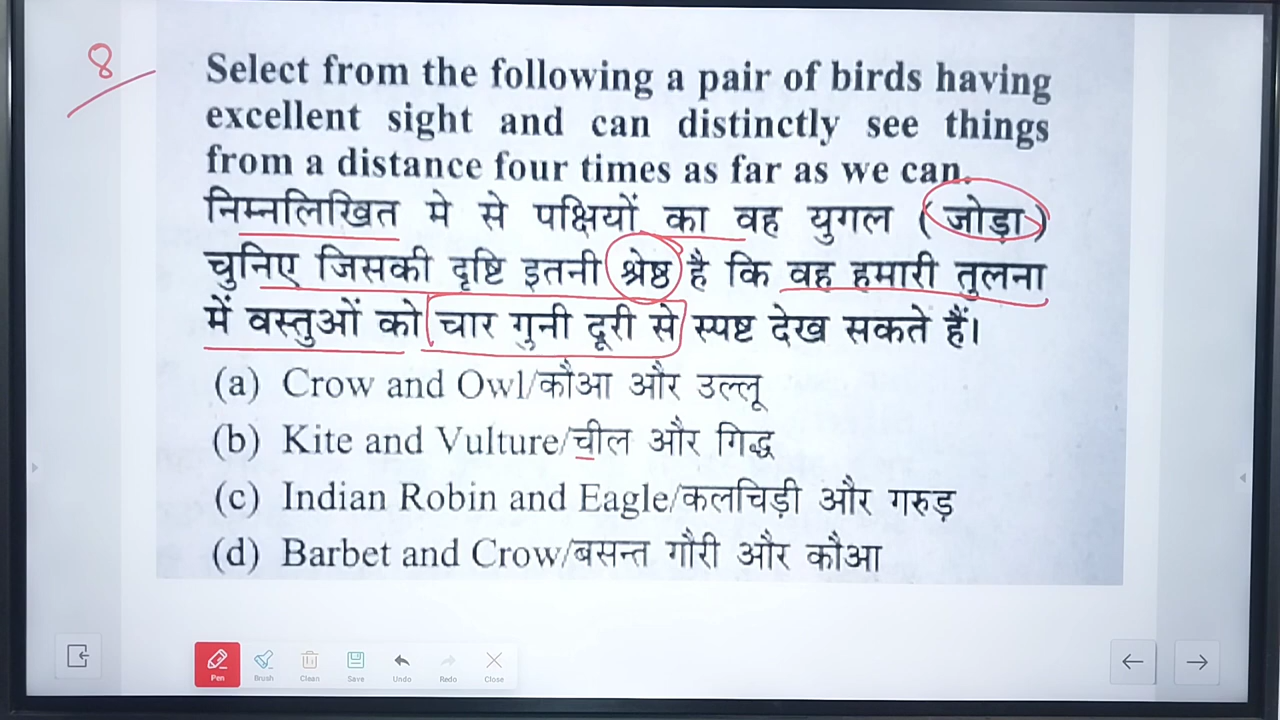 8
Select from the following a pair of birds having
excellent sight and can distinctly see things
from a distance four times as far as we can.
निम्नलिखित मे से पक्षियों का वह युगल ( जोड़ा )
चुनिए जिसकी दृष्टि इतनी श्रेष्ठ है कि वह हमारी तुलना
में वस्तुओं को चार गुनी दूरी से स्पष्ट देख सकते हैं।
(a) Crow and Owl/कौआ और उल्लू
(b) Kite and Vulture/चील और गिद्ध
(c) Indian Robin and Eagle/कलचिड़ी और गरुड़
(d) Barbet and Crow/बसन्त गौरी और कौआ
Pen Brush Clean Save Undo Redo Close